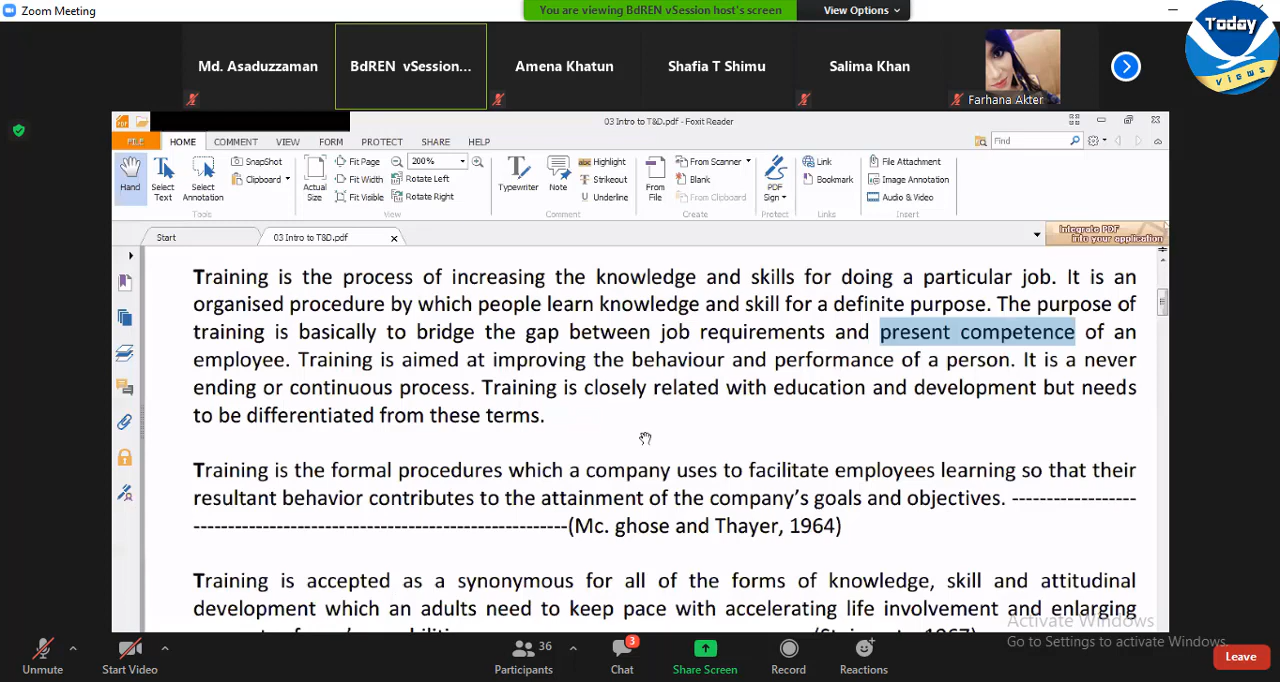 Zoom Meeting
You are viewing BdREN vSession host's screen
View Options
Today
views
Md. Asaduzzaman
BdREN vSession...
Amena Khatun
Shafia T Shimu
Salima Khan
Farhana Akter
03 Intro to T&D.pdf - Foxit Reader
FILE
HOME
COMMENT
VIEW
FORM
PROTECT
SHARE
HELP
Find
Hand
Select Text
Select Annotation
SnapShot
Clipboard
Tools
Actual Size
Fit Page
Fit Width
Fit Visible
200%
Rotate Left
Rotate Right
View
Typewriter
Note
Highlight
Strikeout
Underline
Comment
From File
From Scanner
Blank
From Clipboard
Create
PDF Sign
Protect
Link
Bookmark
Links
File Attachment
Image Annotation
Audio & Video
Insert
Start
03 Intro to T&D.pdf
Integrate PDF
into your application
Training is the process of increasing the knowledge and skills for doing a particular job. It is an
organised procedure by which people learn knowledge and skill for a definite purpose. The purpose of
training is basically to bridge the gap between job requirements and present competence of an
employee. Training is aimed at improving the behaviour and performance of a person. It is a never
ending or continuous process. Training is closely related with education and development but needs
to be differentiated from these terms.
Training is the formal procedures which a company uses to facilitate employees learning so that their
resultant behavior contributes to the attainment of the company's goals and objectives. ------------------
------------------------------------------------------(Mc. ghose and Thayer, 1964)
Training is accepted as a synonymous for all of the forms of knowledge, skill and attitudinal
development which an adults need to keep pace with accelerating life involvement and enlarging
Activate Windows
Go to Settings to activate Windows.
Unmute
Start Video
36
Participants
3
Chat
Share Screen
Record
Reactions
Leave